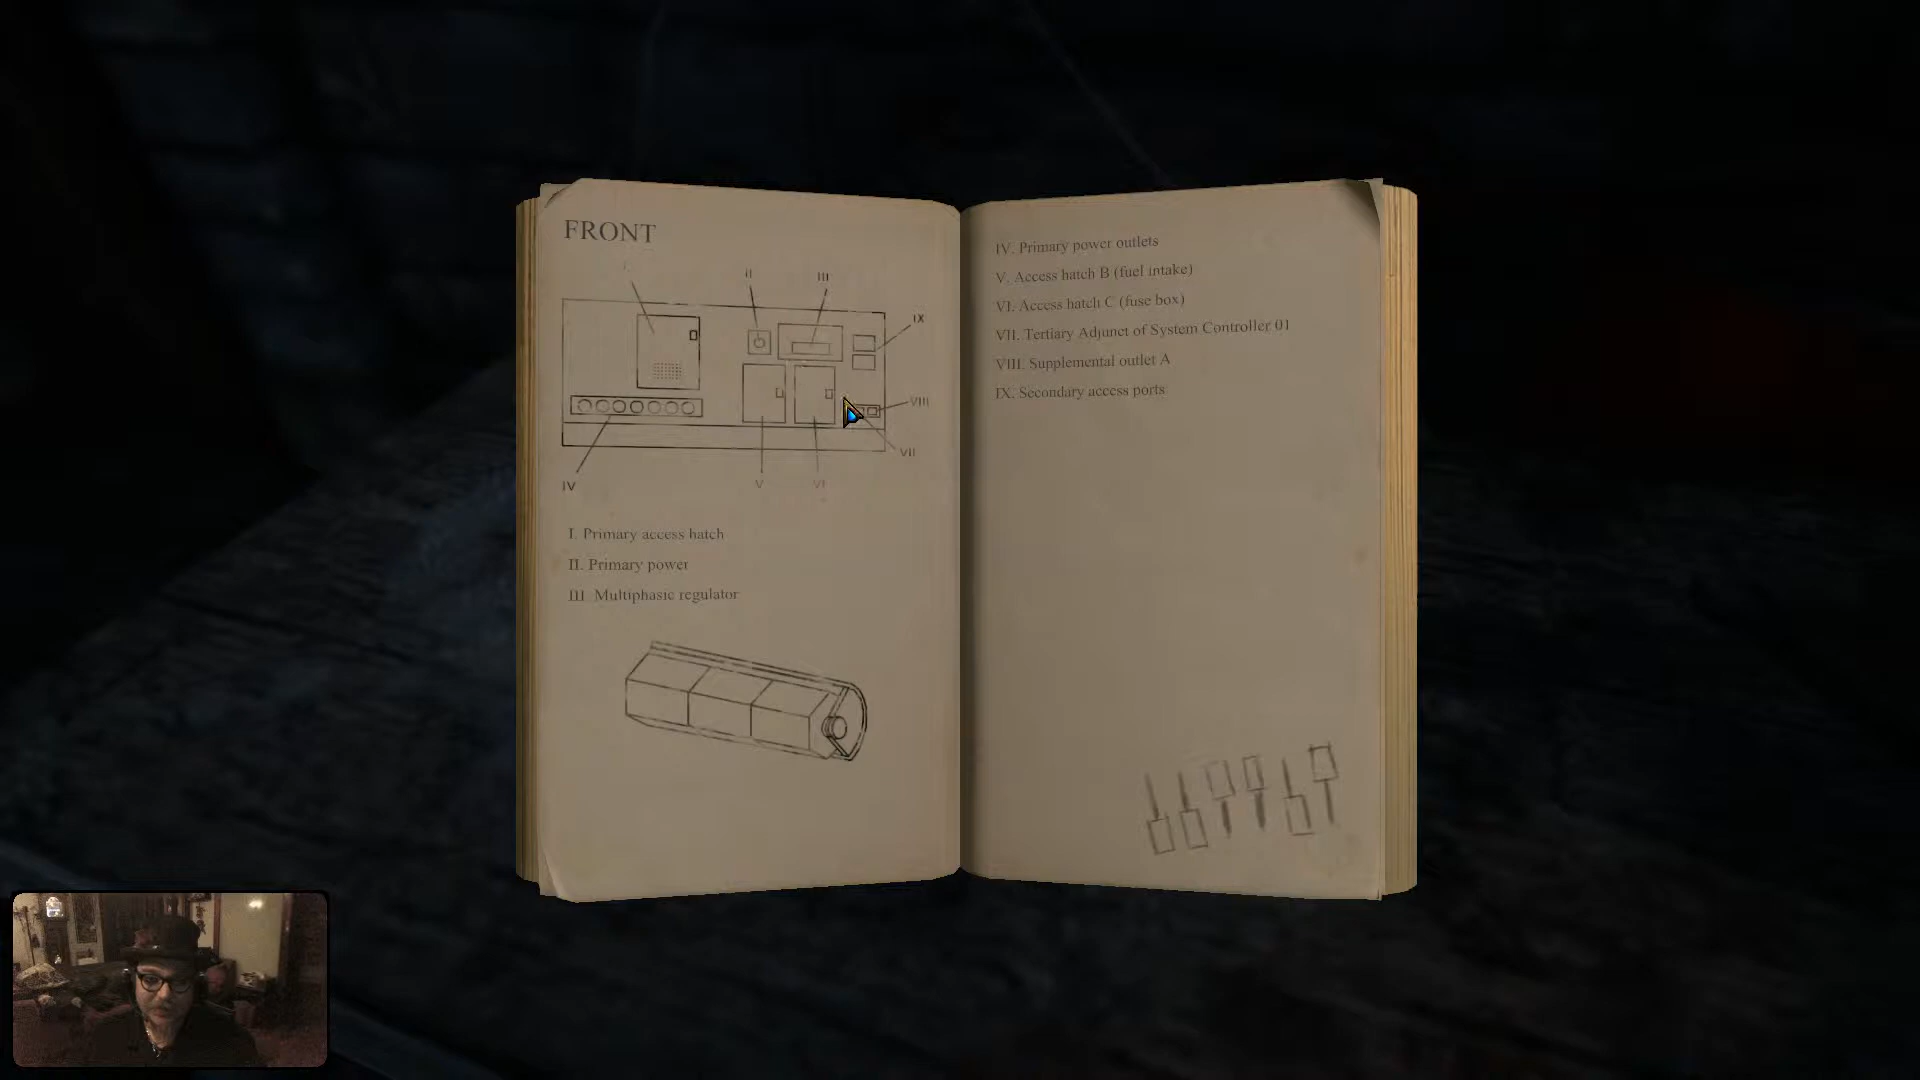 FRONT
I
II
III
IX
VIII
VII
IV
V
VI
I. Primary access hatch
II. Primary power
III Multiphasic regulator
IV. Primary power outlets
V. Access hatch B (fuel intake)
VI. Access hatch C (fuse box)
VII. Tertiary Adjunct of System Controller 01
VIII. Supplemental outlet A
IX. Secondary access ports